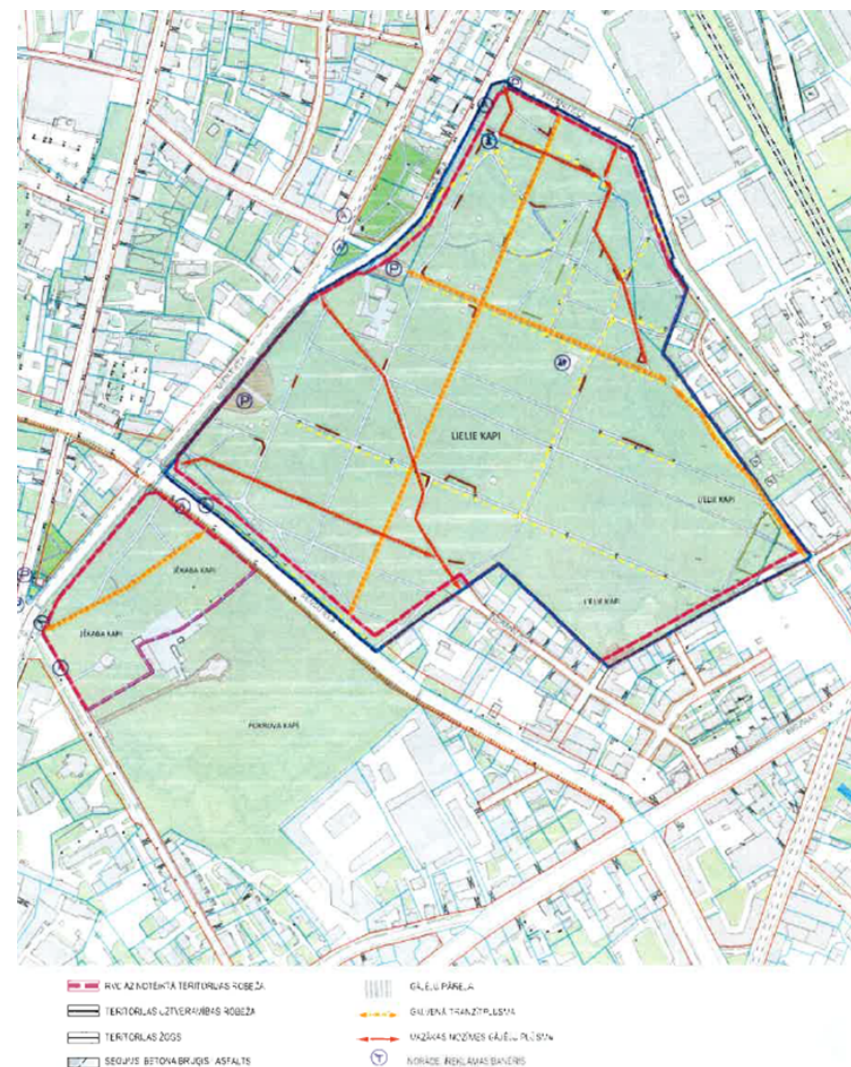 LIELIE KAPI
LIELIE KAPI
LIELIE KAPI
JĒKABA KAPI
JĒKABA KAPI
POKROVA KAPI
P
P
RVC AZ NOTEIKTĀ TERITORIJAS ROBEŽA
TERITORIJAS UZTVERAMĪBAS ROBEŽA
TERITORIJAS ŽOGS
SEGUMS: BETONA BRUĢIS, ASFALTS
GĀJĒJU PĀREJA
GALVENĀ TRANZĪTPLŪSMA
MAZĀKAS NOZĪMES GĀJĒJU PLŪSMA
NORĀDE, REKLĀMAS BANERIS